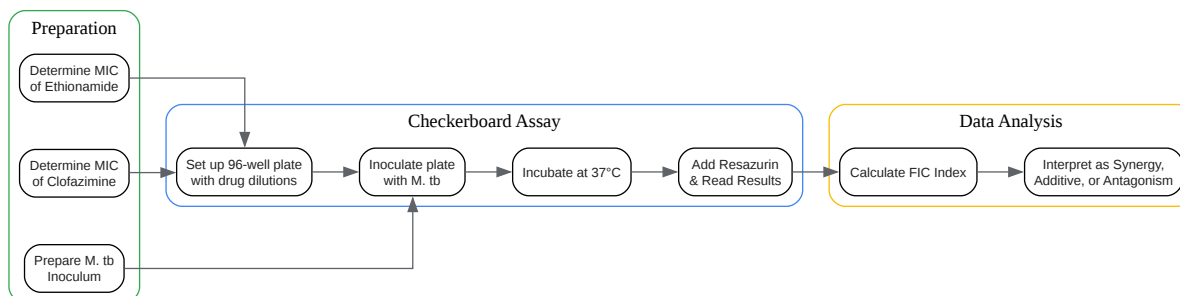 Preparation
Determine MIC
of Ethionamide
Determine MIC
of Clofazimine
Prepare M. tb
Inoculum
Checkerboard Assay
Set up 96-well plate
with drug dilutions
Inoculate plate
with M. tb
Incubate at 37°C
Add Resazurin
& Read Results
Data Analysis
Calculate FIC Index
Interpret as Synergy,
Additive, or Antagonism